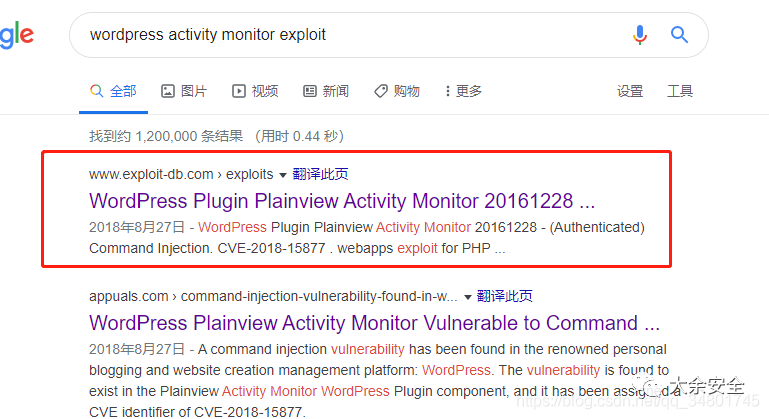 gle
wordpress activity monitor exploit
全部 图片 视频 新闻 购物 更多 设置 工具
找到约 1,200,000 条结果 （用时 0.44 秒）
www.exploit-db.com › exploits 翻译此页
WordPress Plugin Plainview Activity Monitor 20161228 ...
2018年8月27日 - WordPress Plugin Plainview Activity Monitor 20161228 - (Authenticated)
Command Injection. CVE-2018-15877 . webapps exploit for PHP ...
appuals.com › command-injection-vulnerability-found-in-w... 翻译此页
WordPress Plainview Activity Monitor Vulnerable to Command ...
2018年8月27日 - A command injection vulnerability has been found in the renowned personal
blogging and website creation management platform: WordPress. The vulnerability is found to
exist in the Plainview Activity Monitor WordPress Plugin component, and it has been assigned a
CVE identifier of CVE-2018-15877.
大余安全
https://blog.csdn.net/qq_34801745